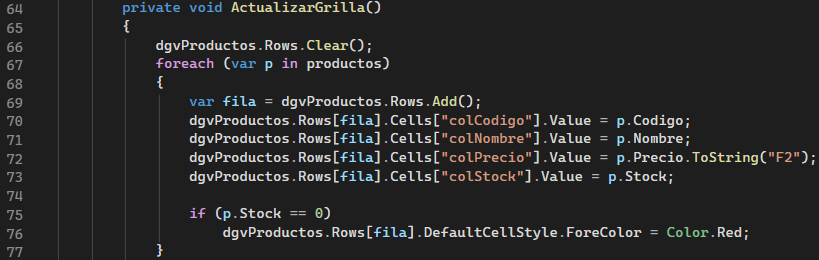 64 private void ActualizarGrilla()
65 {
66 dgvProductos.Rows.Clear();
67 foreach (var p in productos)
68 {
69 var fila = dgvProductos.Rows.Add();
70 dgvProductos.Rows[fila].Cells["colCodigo"].Value = p.Codigo;
71 dgvProductos.Rows[fila].Cells["colNombre"].Value = p.Nombre;
72 dgvProductos.Rows[fila].Cells["colPrecio"].Value = p.Precio.ToString("F2");
73 dgvProductos.Rows[fila].Cells["colStock"].Value = p.Stock;
74
75 if (p.Stock == 0)
76 dgvProductos.Rows[fila].DefaultCellStyle.ForeColor = Color.Red;
77 }